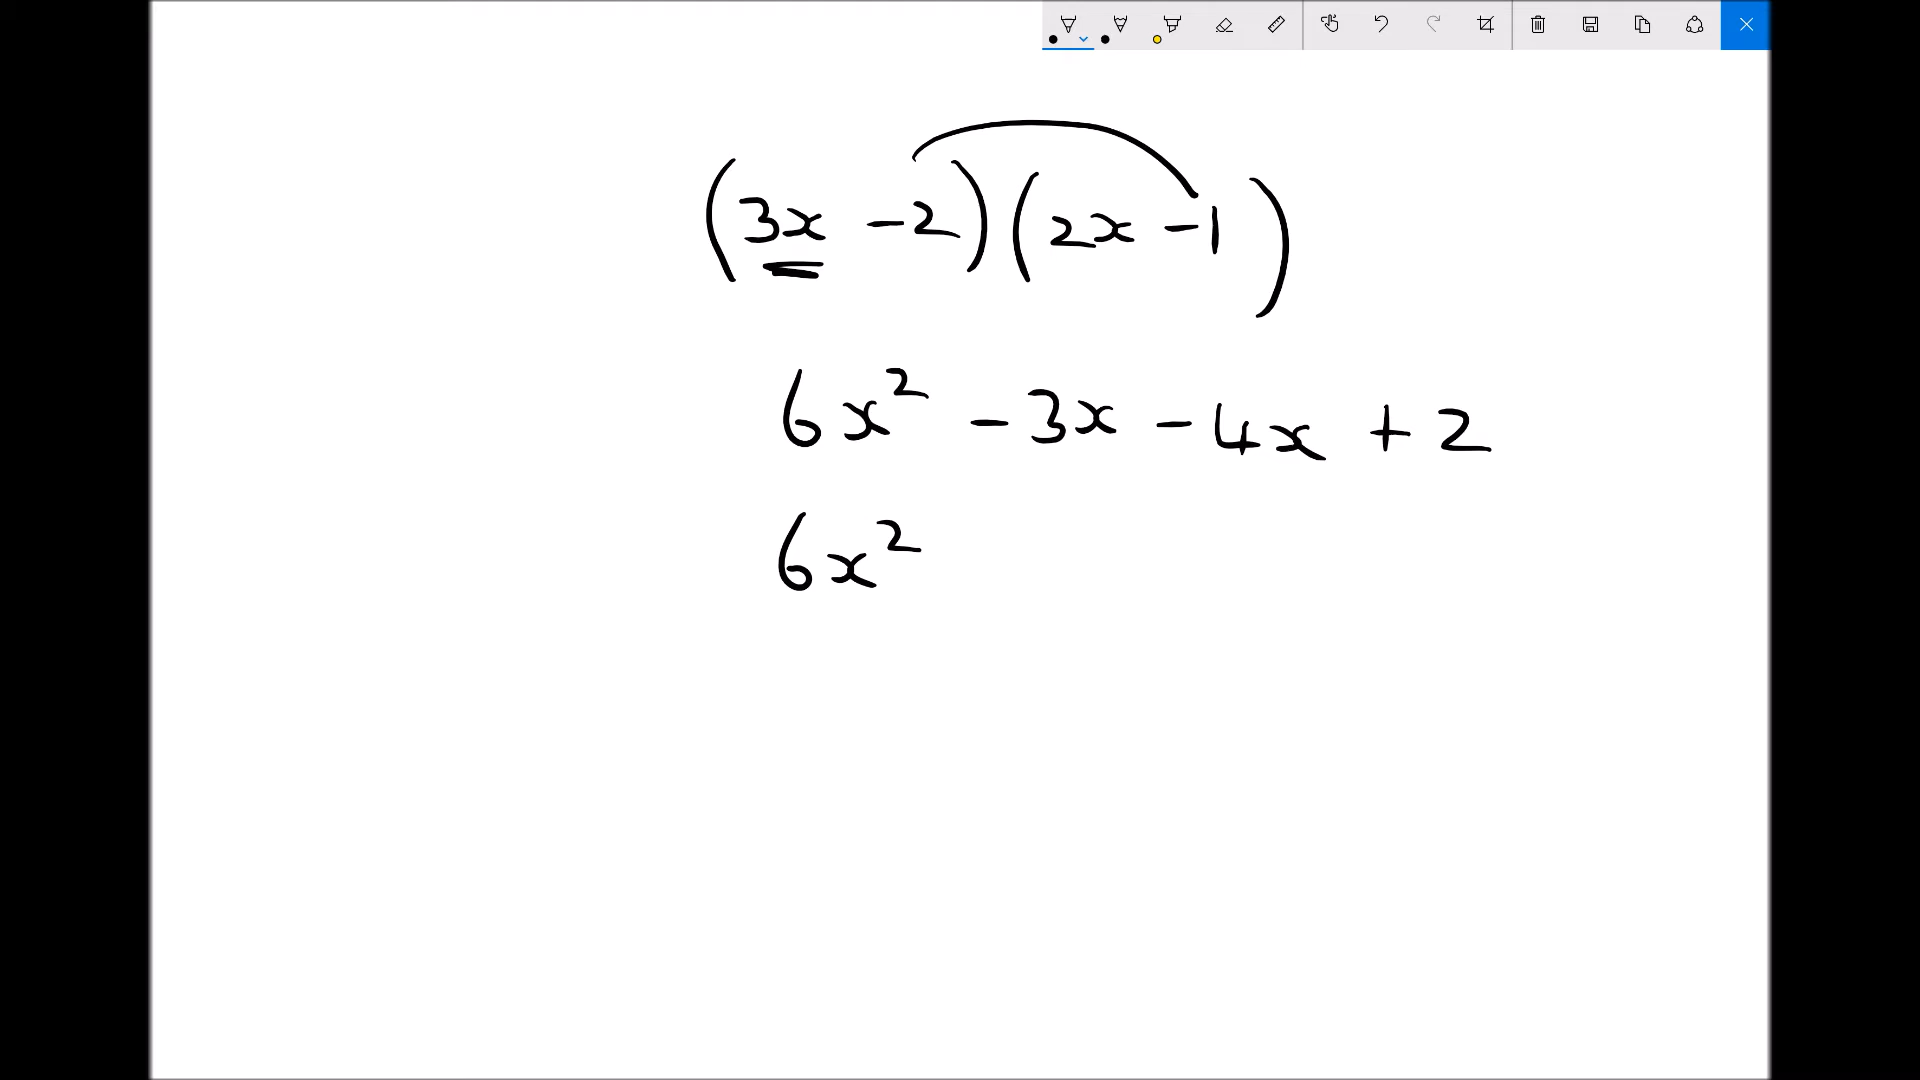 (3x - 2)(2x - 1)
6x² - 3x - 4x + 2
6x²